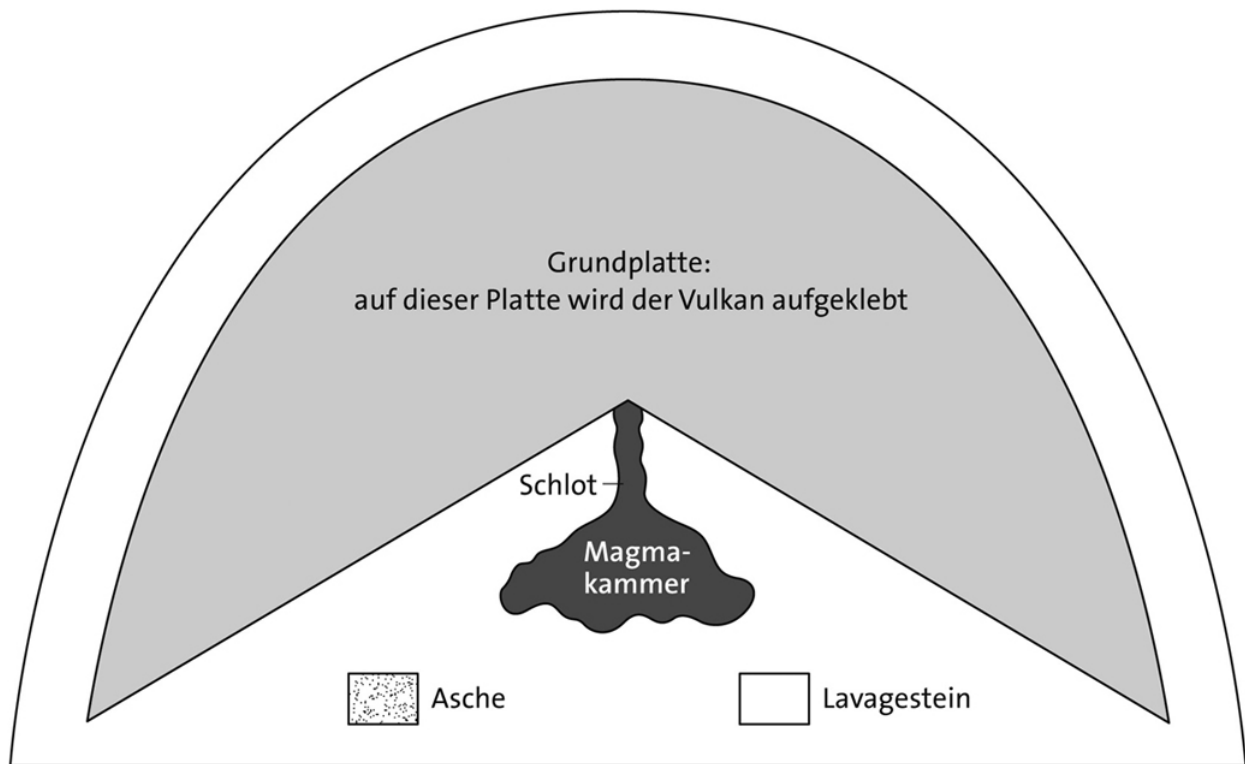 Grundplatte:
auf dieser Platte wird der Vulkan aufgeklebt
Schlot
Magma-
kammer
Asche
Lavagestein